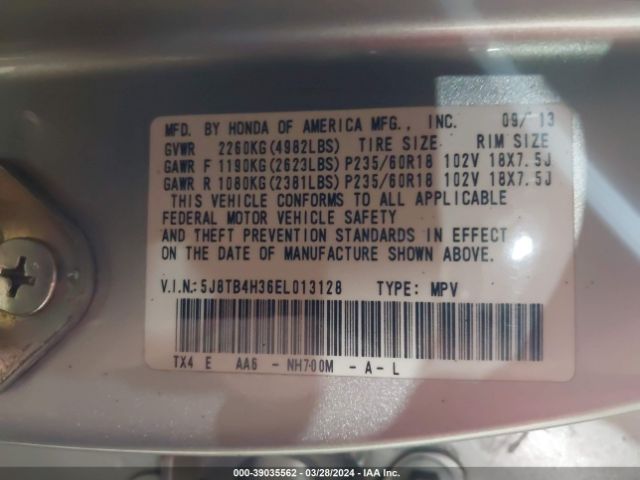 MFD. BY HONDA OF AMERICA MFG., INC. 09/13
GVWR 2260KG(4982LBS) TIRE SIZE RIM SIZE
GAWR F 1190KG(2623LBS) P235/60R18 102V 18X7.5J
GAWR R 1080KG(2381LBS) P235/60R18 102V 18X7.5J
THIS VEHICLE CONFORMS TO ALL APPLICABLE
FEDERAL MOTOR VEHICLE SAFETY
AND THEFT PREVENTION STANDARDS IN EFFECT
ON THE DATE OF MANUFACTURE SHOWN ABOVE.
V.I.N.:5J8TB4H36EL013128 TYPE: MPV
TX4 E AA6 - NH700M - A - L
000-39035562 - 03/28/2024 - IAA Inc.